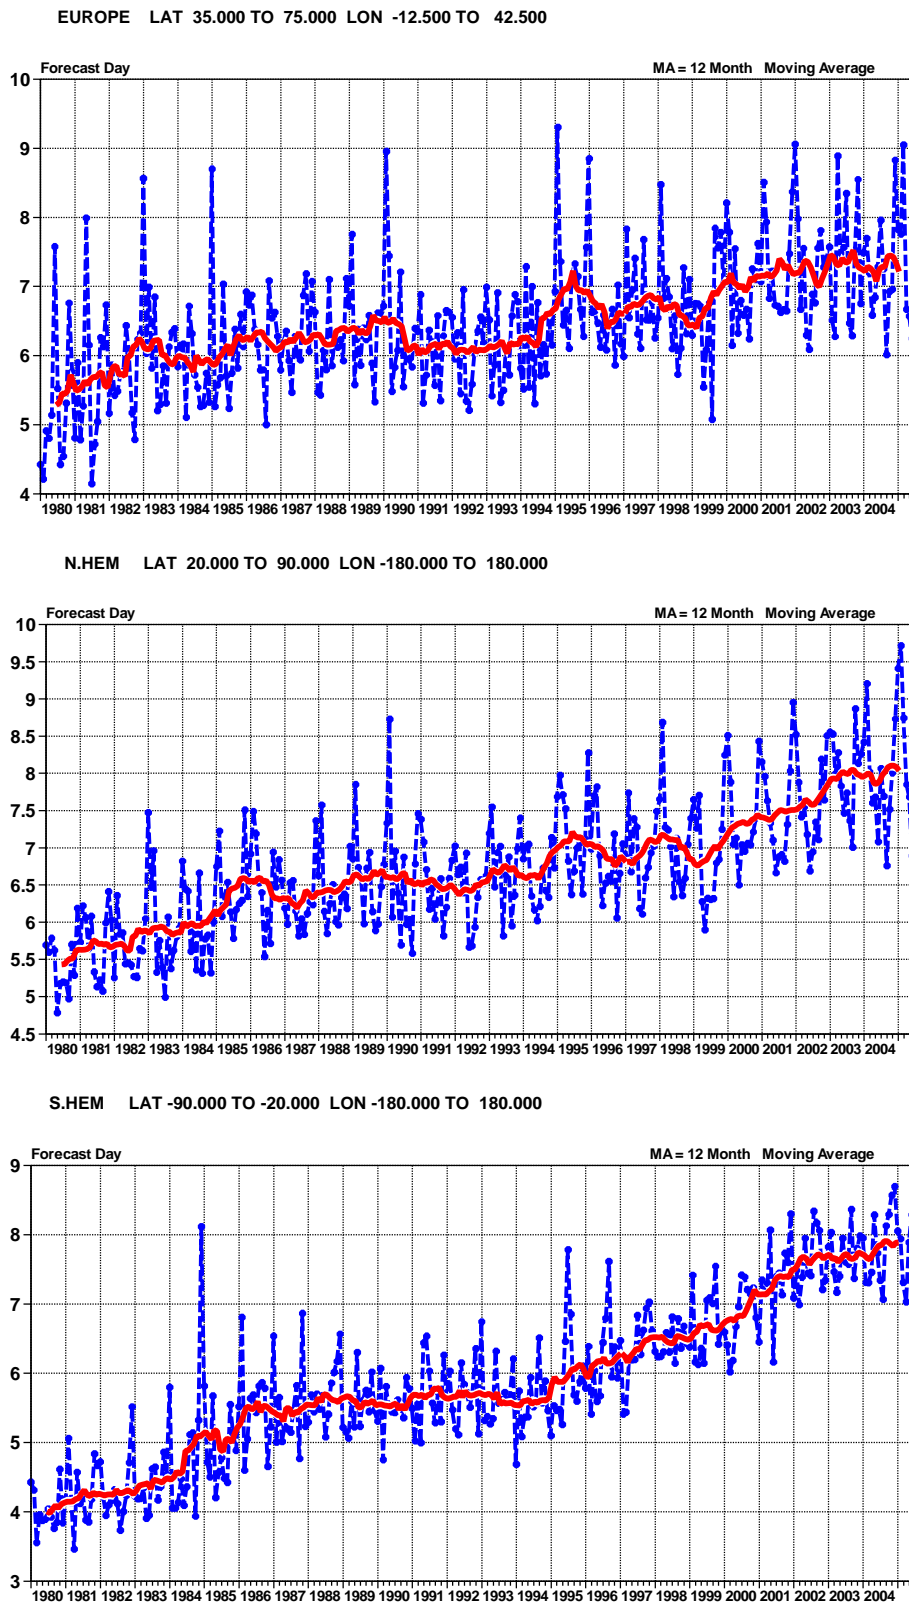 EUROPE LAT 35.000 TO 75.000 LON -12.500 TO 42.500
Forecast Day MA = 12 Month Moving Average
10
9
8
7
6
5
4
1980 1981 1982 1983 1984 1985 1986 1987 1988 1989 1990 1991 1992 1993 1994 1995 1996 1997 1998 1999 2000 2001 2002 2003 2004
N.HEM LAT 20.000 TO 90.000 LON -180.000 TO 180.000
Forecast Day MA = 12 Month Moving Average
10
9.5
9
8.5
8
7.5
7
6.5
6
5.5
5
4.5
1980 1981 1982 1983 1984 1985 1986 1987 1988 1989 1990 1991 1992 1993 1994 1995 1996 1997 1998 1999 2000 2001 2002 2003 2004
S.HEM LAT -90.000 TO -20.000 LON -180.000 TO 180.000
Forecast Day MA = 12 Month Moving Average
9
8
7
6
5
4
3
1980 1981 1982 1983 1984 1985 1986 1987 1988 1989 1990 1991 1992 1993 1994 1995 1996 1997 1998 1999 2000 2001 2002 2003 2004